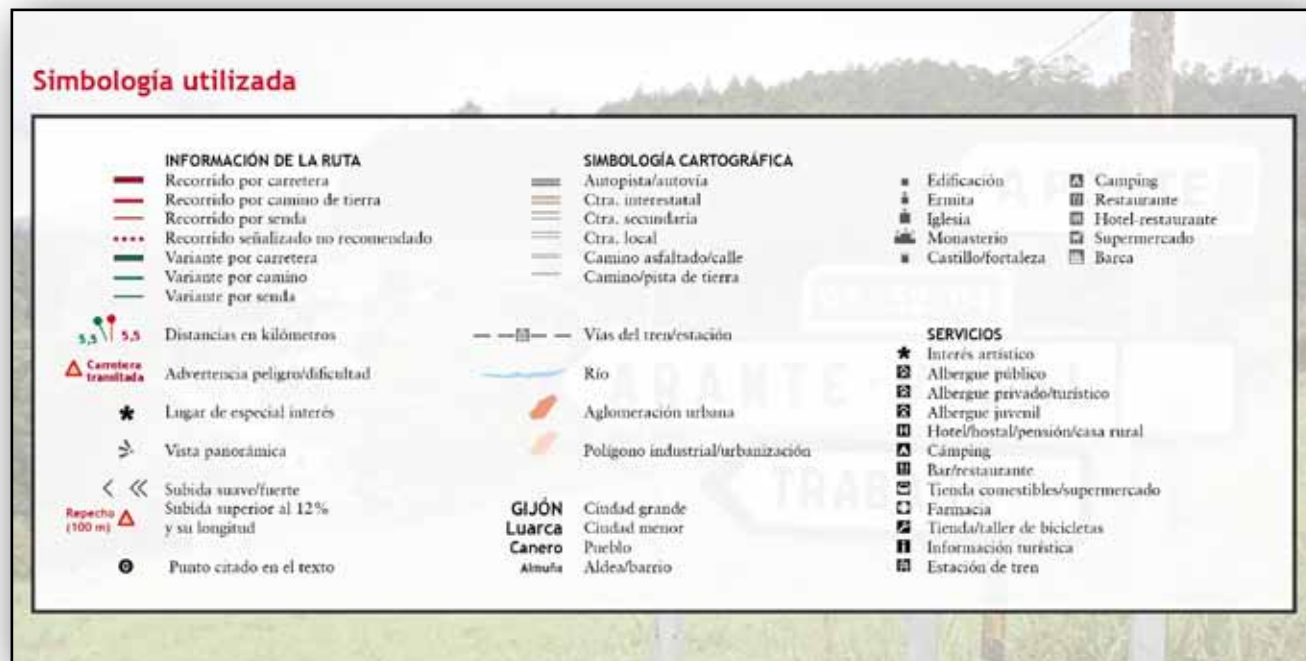 Simbología utilizada
INFORMACIÓN DE LA RUTA
Recorrido por carretera
Recorrido por camino de tierra
Recorrido por senda
Recorrido señalizado no recomendado
Variante por carretera
Variante por camino
Variante por senda
5,5 5,5 Distancias en kilómetros
Carretera transitada Advertencia peligro/dificultad
Lugar de especial interés
Vista panorámica
Subida suave/fuerte
Repecho (100 m) Subida superior al 12%
y su longitud
Punto citado en el texto
SIMBOLOGÍA CARTOGRÁFICA
Autopista/autovía
Ctra. interestatal
Ctra. secundaria
Ctra. local
Camino asfaltado/calle
Camino/pista de tierra
Vías del tren/estación
Río
Aglomeración urbana
Polígono industrial/urbanización
GIJÓN Ciudad grande
Luarca Ciudad menor
Canero Pueblo
Almuña Aldea/barrio
Edificación
Ermita
Iglesia
Monasterio
Castillo/fortaleza
Camping
Restaurante
Hotel-restaurante
Supermercado
Barca
SERVICIOS
Interés artístico
Albergue público
Albergue privado/turístico
Albergue juvenil
H Hotel/hostal/pensión/casa rural
Cámping
Bar/restaurante
Tienda comestibles/supermercado
Farmacia
Tienda/taller de bicicletas
i Información turística
Estación de tren
ARANTE
TRABA